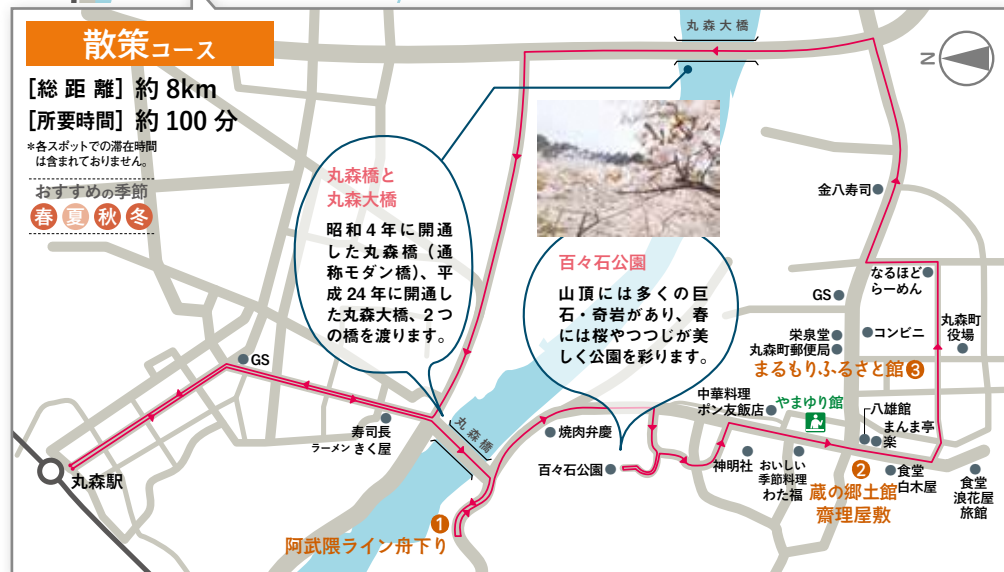 散策コース
[総距離] 約8km
[所要時間] 約100分
*各スポットでの滞在時間
は含まれておりません。
おすすめの季節
春 夏 秋 冬
丸森大橋
N
丸森橋と
丸森大橋
昭和4年に開通
した丸森橋（通
称モダン橋）、平
成24年に開通し
た丸森大橋、2つ
の橋を渡ります。
百々石公園
山頂には多くの巨
石・奇岩があり、春
には桜やつつじが美
しく公園を彩ります。
金八寿司
なるほど
らーめん
GS
コンビニ
丸森町
役場
栄泉堂
丸森町郵便局
まるもりふるさと館 3
GS
中華料理
ポン友飯店
やまゆり館
八雄館
まんま亭
楽
寿司長
ラーメン きく屋
丸森橋
焼肉弁慶
百々石公園
神明社
おいしい
季節料理
わた福
2
蔵の郷土館
齋理屋敷
食堂
白木屋
食堂
浪花屋
旅館
丸森駅
1
阿武隈ライン舟下り